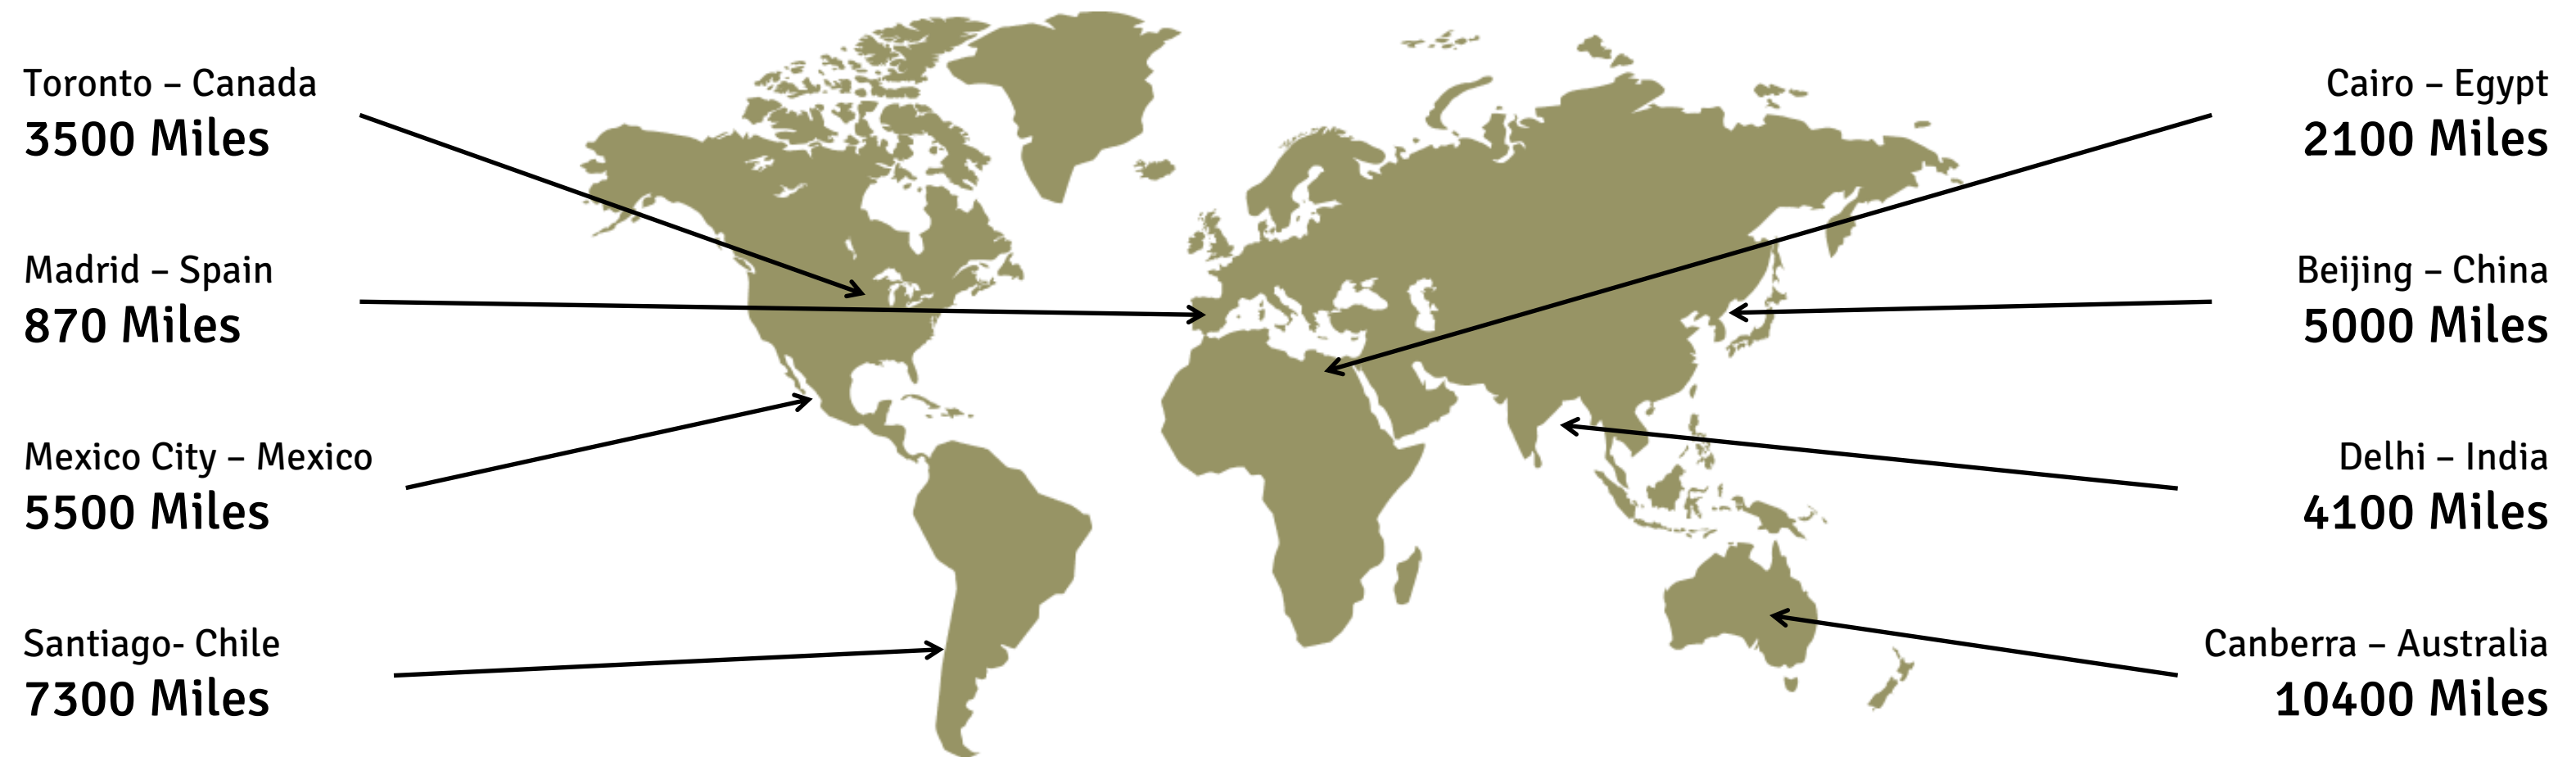 Toronto – Canada
3500 Miles
Madrid – Spain
870 Miles
Mexico City – Mexico
5500 Miles
Santiago- Chile
7300 Miles
Cairo – Egypt
2100 Miles
Beijing – China
5000 Miles
Delhi – India
4100 Miles
Canberra – Australia
10400 Miles